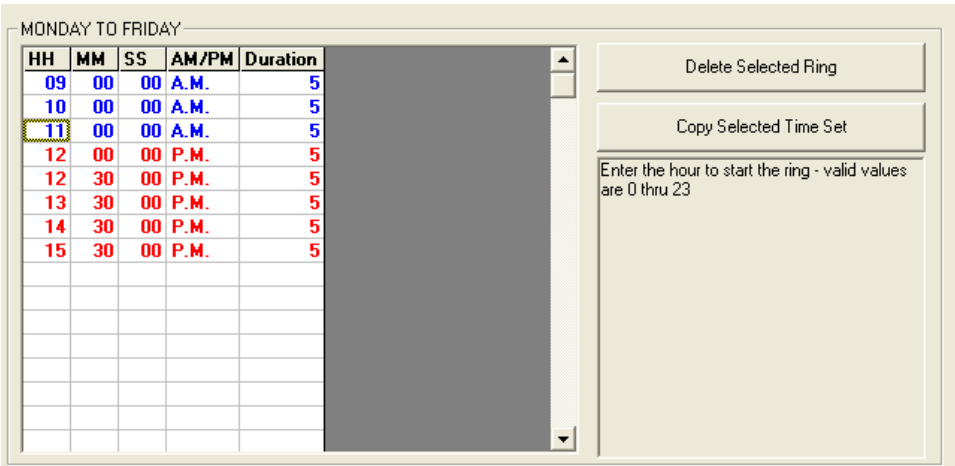 MONDAY TO FRIDAY
HH MM SS AM/PM Duration
09 00 00 A.M. 5
10 00 00 A.M. 5
11 00 00 A.M. 5
12 00 00 P.M. 5
12 30 00 P.M. 5
13 30 00 P.M. 5
14 30 00 P.M. 5
15 30 00 P.M. 5
Delete Selected Ring
Copy Selected Time Set
Enter the hour to start the ring - valid values
are 0 thru 23